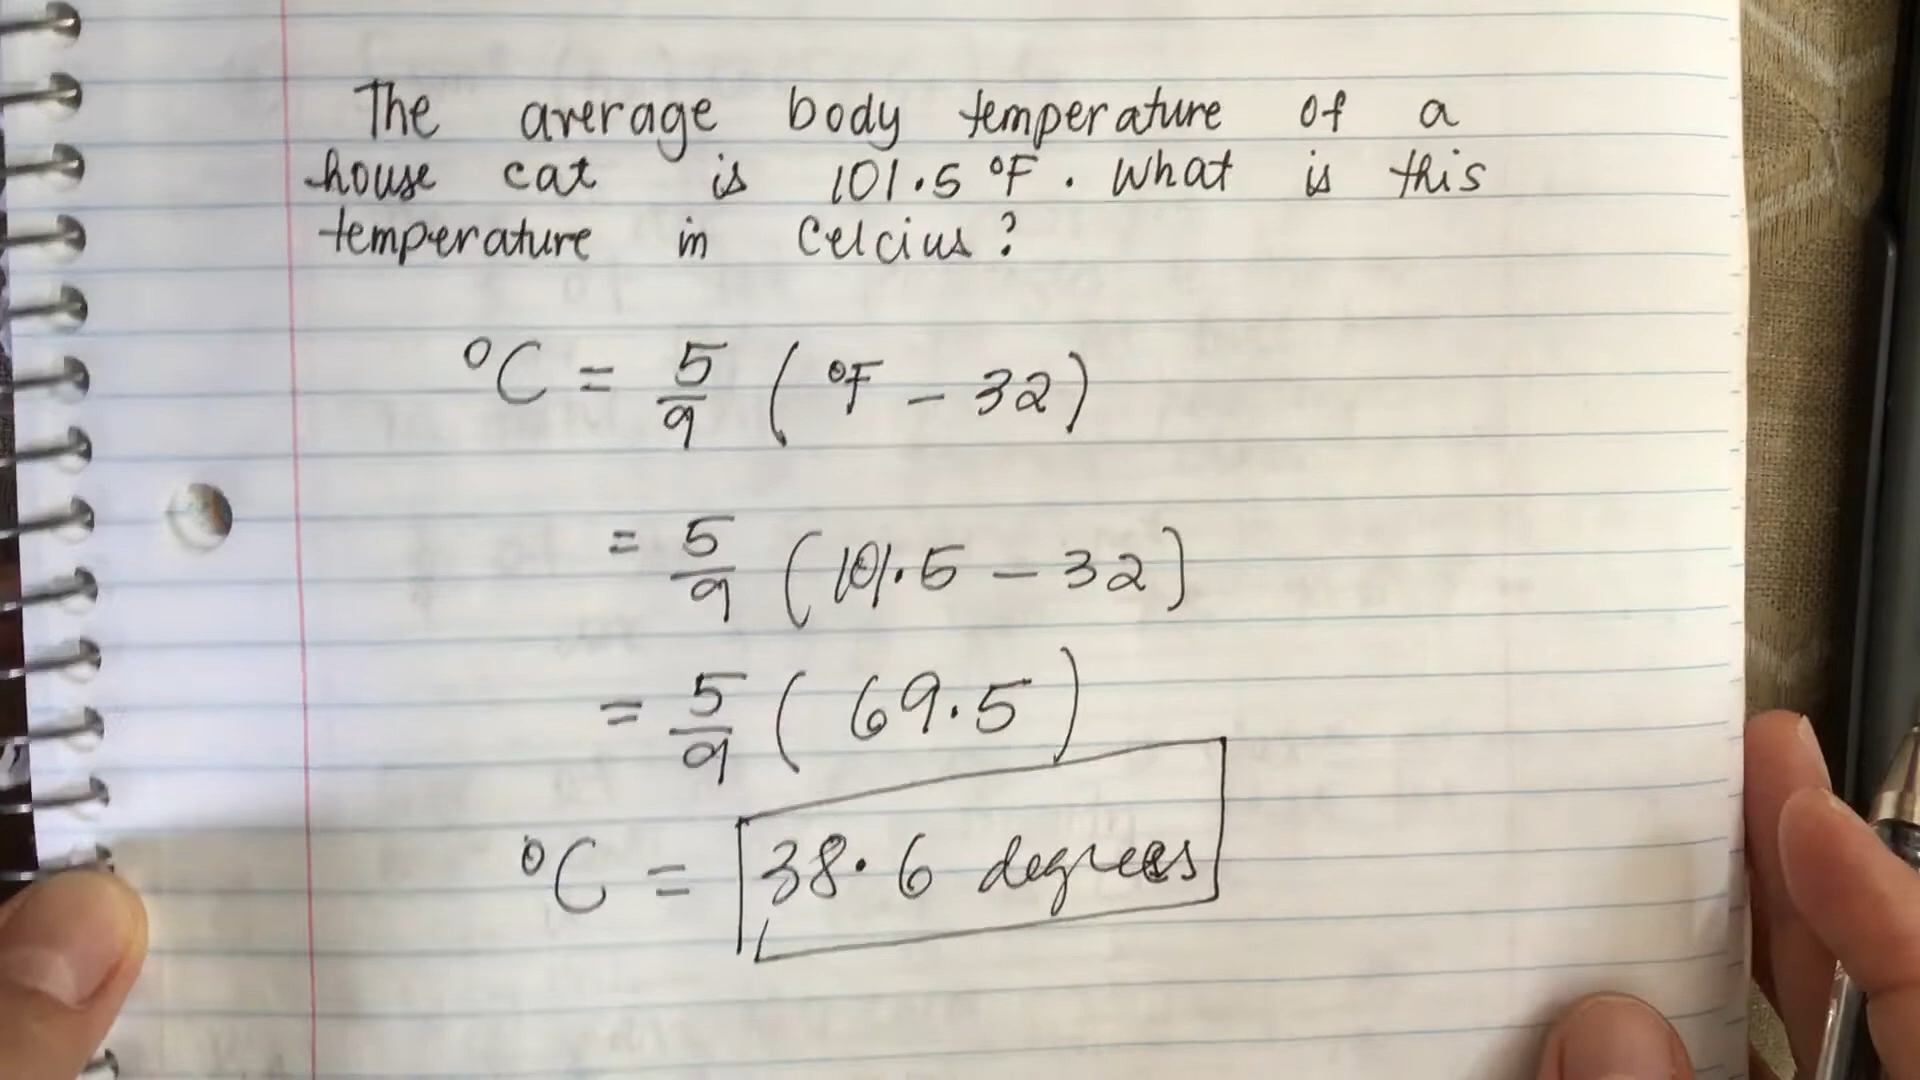 The average body temperature of a
house cat is 101.5 °F. What is this
temperature in Celcius?
°C = 5/9 (°F - 32)
= 5/9 (101.5 - 32)
= 5/9 (69.5)
°C = 38.6 degrees